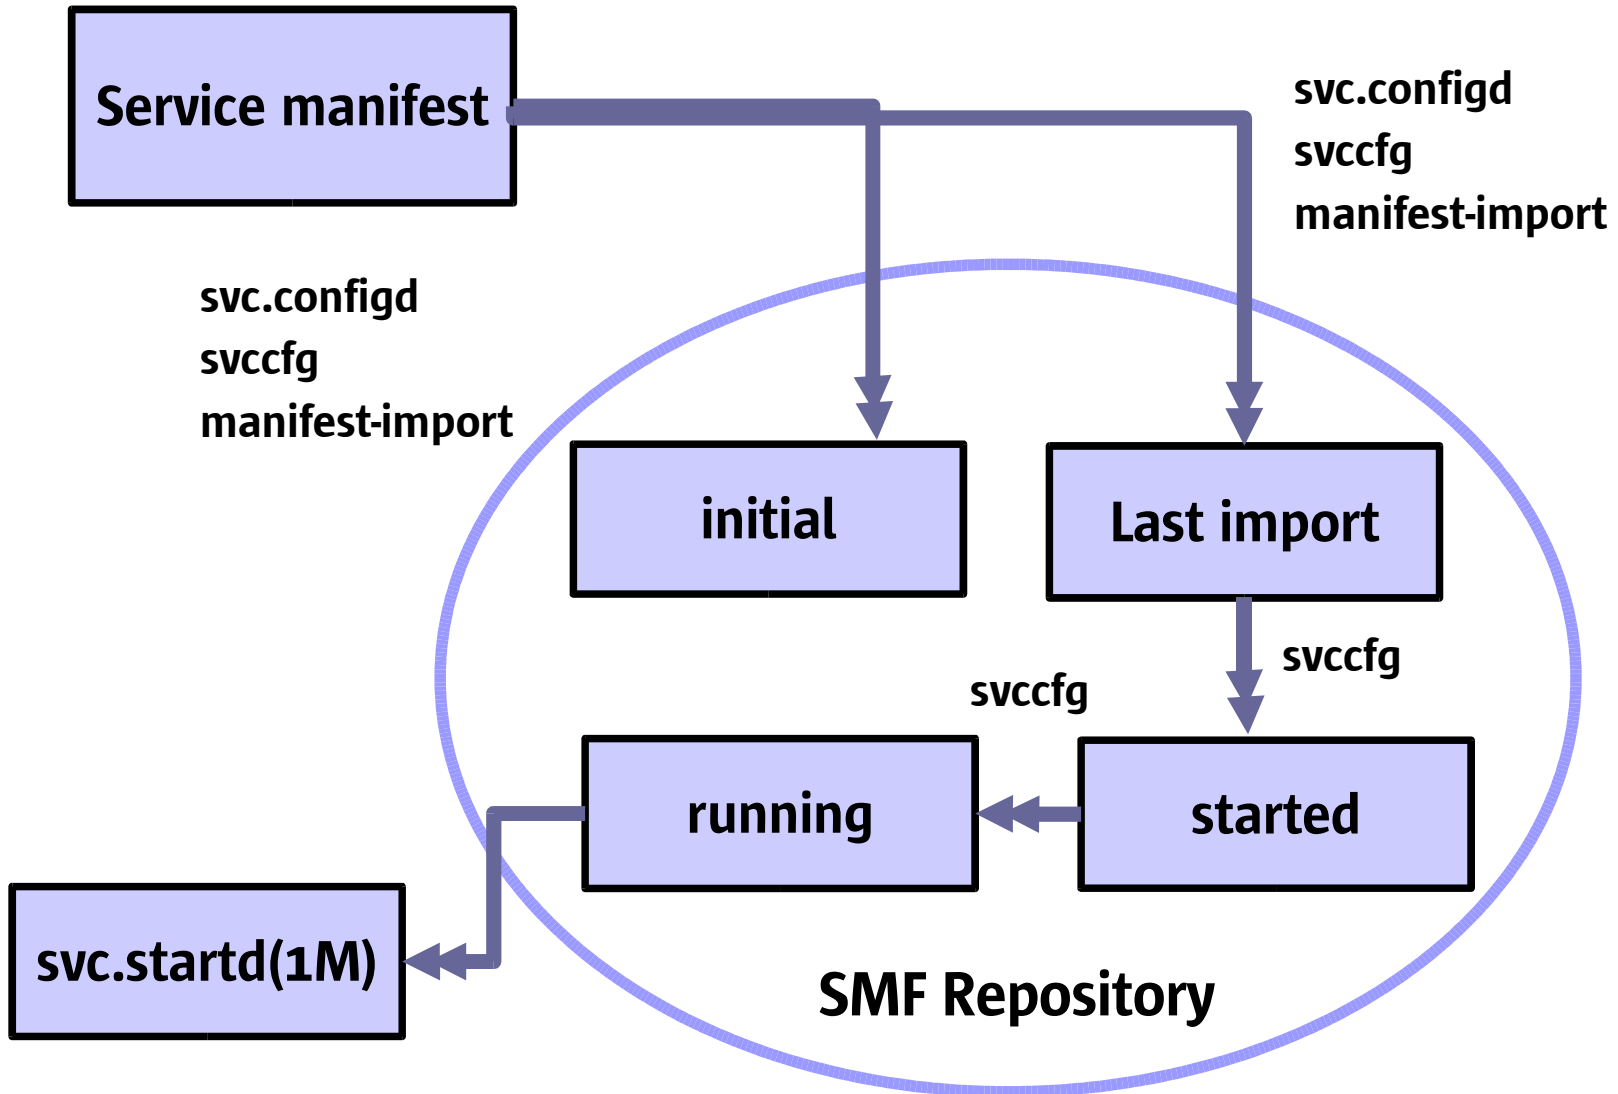 Service manifest
svc.configd
svccfg
manifest-import
svc.configd
svccfg
manifest-import
initial
Last import
svccfg
svccfg
running
started
svc.startd(1M)
SMF Repository